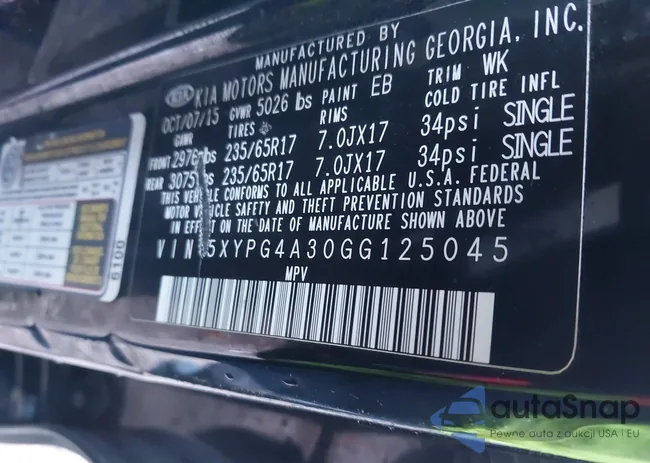 MANUFACTURED BY
KIA KIA MOTORS MANUFACTURING GEORGIA, INC.
OCT/07/15 GVWR 5026 lbs PAINT EB TRIM WK
GAWR TIRES RIMS COLD TIRE INFL
FRONT 2976 lbs 235/65R17 7.0JX17 34psi SINGLE
REAR 3075 lbs 235/65R17 7.0JX17 34psi SINGLE
THIS VEHICLE CONFORMS TO ALL APPLICABLE U.S.A. FEDERAL
MOTOR VEHICLE SAFETY AND THEFT PREVENTION STANDARDS
IN EFFECT ON THE DATE OF MANUFACTURE SHOWN ABOVE
VIN 5XYPG4A30GG125045
MPV
6100
autaSnap
Pewne auta z aukcji USA i EU